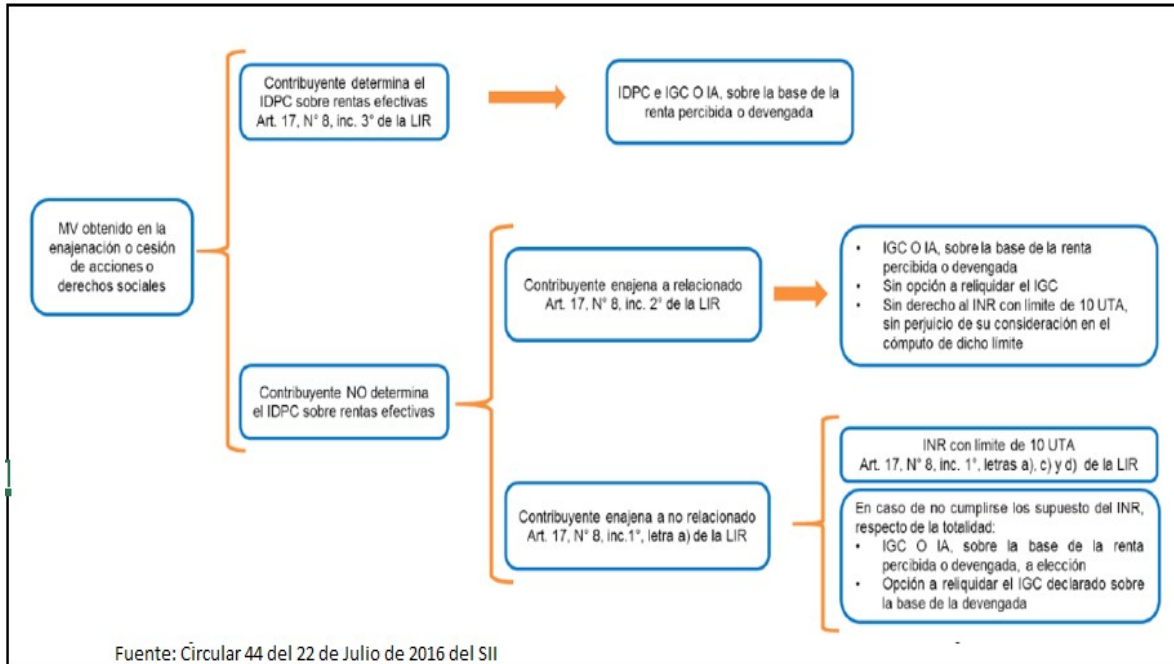 Contribuyente determina el
IDPC sobre rentas efectivas
Art. 17, N° 8, inc. 3° de la LIR
IDPC e IGC O IA, sobre la base de la
renta percibida o devengada
MV obtenido en la
enajenación o cesión
de acciones o
derechos sociales
Contribuyente enajena a relacionado
Art. 17, N° 8, inc. 2° de la LIR
• IGC O IA, sobre la base de la renta
percibida o devengada
• Sin opción a reliquidar el IGC
• Sin derecho al INR con límite de 10 UTA,
sin perjuicio de su consideración en el
cómputo de dicho límite
Contribuyente NO determina
el IDPC sobre rentas efectivas
Contribuyente enajena a no relacionado
Art. 17, N° 8, inc.1°, letra a) de la LIR
INR con límite de 10 UTA
Art. 17, N° 8, inc. 1°, letras a), c) y d) de la LIR
En caso de no cumplirse los supuesto del INR,
respecto de la totalidad:
• IGC O IA, sobre la base de la renta
percibida o devengada, a elección
• Opción a reliquidar el IGC declarado sobre
la base de la devengada
Fuente: Circular 44 del 22 de Julio de 2016 del SII